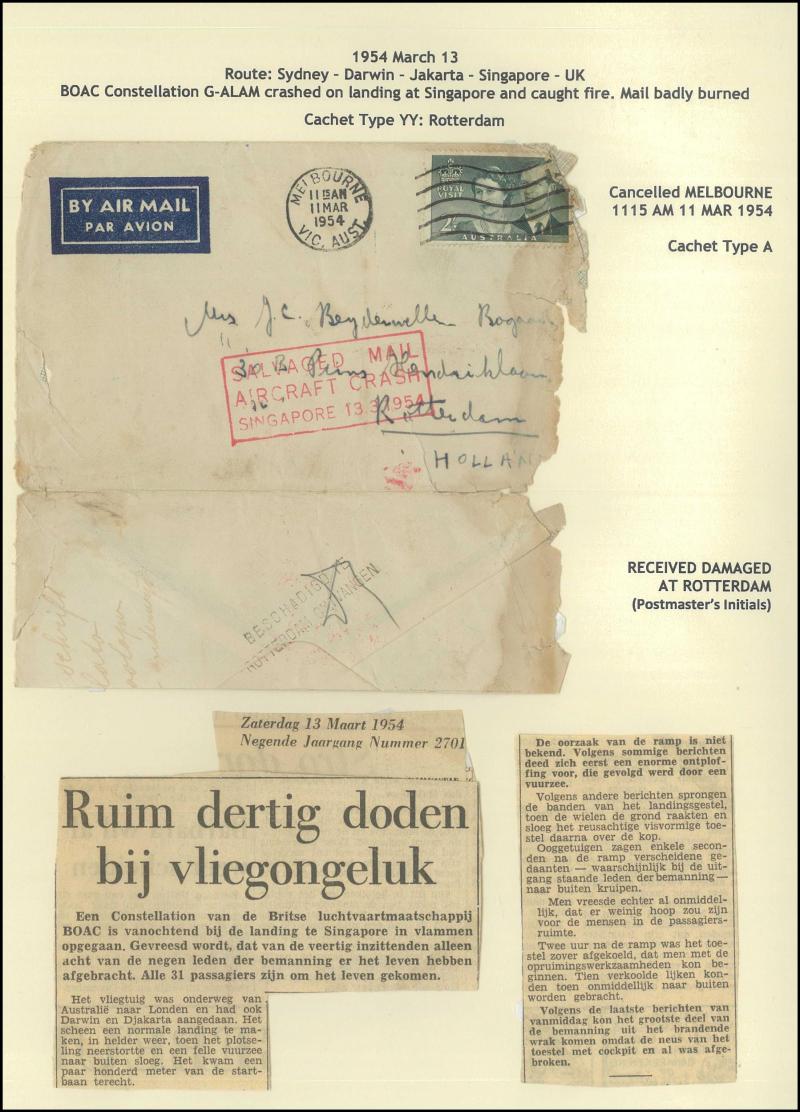 1954 March 13
Route: Sydney - Darwin - Jakarta - Singapore - UK
BOAC Constellation G-ALAM crashed on landing at Singapore and caught fire. Mail badly burned
Cachet Type YY: Rotterdam
BY AIR MAIL
PAR AVION
MELBOURNE
11 15 AM
11 MAR
1954
VIC, AUST.
ROYAL
VISIT
2/-
AUSTRALIA
Cancelled MELBOURNE
1115 AM 11 MAR 1954
Cachet Type A
Mrs J.C. Beydenwellen Bogaar
30 B Prins Hendriklaan
Rotterdam
HOLLAN
SALVAGED MAIL
AIRCRAFT CRASH
SINGAPORE 13.3.1954
RECEIVED DAMAGED
AT ROTTERDAM
(Postmaster's Initials)
BESCHADIGD TE
ROTTERDAM ONTVANGEN
schrift
Zaterdag 13 Maart 1954
Negende Jaargang Nummer 2701
Ruim dertig doden
bij vliegongeluk
Een Constellation van de Britse luchtvaartmaatschappij
BOAC is vanochtend bij de landing te Singapore in vlammen
opgegaan. Gevreesd wordt, dat van de veertig inzittenden alleen
acht van de negen leden der bemanning er het leven hebben
afgebracht. Alle 31 passagiers zijn om het leven gekomen.
Het vliegtuig was onderweg van
Australië naar Londen en had ook
Darwin en Djakarta aangedaan. Het
scheen een normale landing te ma-
ken, in helder weer, toen het plotse-
ling neerstortte en een felle vuurzee
naar buiten sloeg. Het kwam een
paar honderd meter van de start-
baan terecht.
De oorzaak van de ramp is niet
bekend. Volgens sommige berichten
deed zich eerst een enorme ontplof-
fing voor, die gevolgd werd door een
vuurzee.
Volgens andere berichten sprongen
de banden van het landingsgestel,
toen de wielen de grond raakten en
sloeg het reusachtige visvormige toe-
stel daarna over de kop.
Ooggetuigen zagen enkele secon-
den na de ramp verscheidene ge-
daanten — waarschijnlijk bij de uit-
gang staande leden der bemanning —
naar buiten kruipen.
Men vreesde echter al onmiddel-
lijk, dat er weinig hoop zou zijn
voor de mensen in de passagiers-
ruimte.
Twee uur na de ramp was het toe-
stel zover afgekoeld, dat men met de
opruimingswerkzaamheden kon be-
ginnen. Tien verkoolde lijken kon-
den toen onmiddellijk naar buiten
worden gebracht.
Volgens de laatste berichten van
vanmiddag kon het grootste deel van
de bemanning uit het brandende
wrak komen omdat de neus van het
toestel met cockpit en al was afge-
broken.